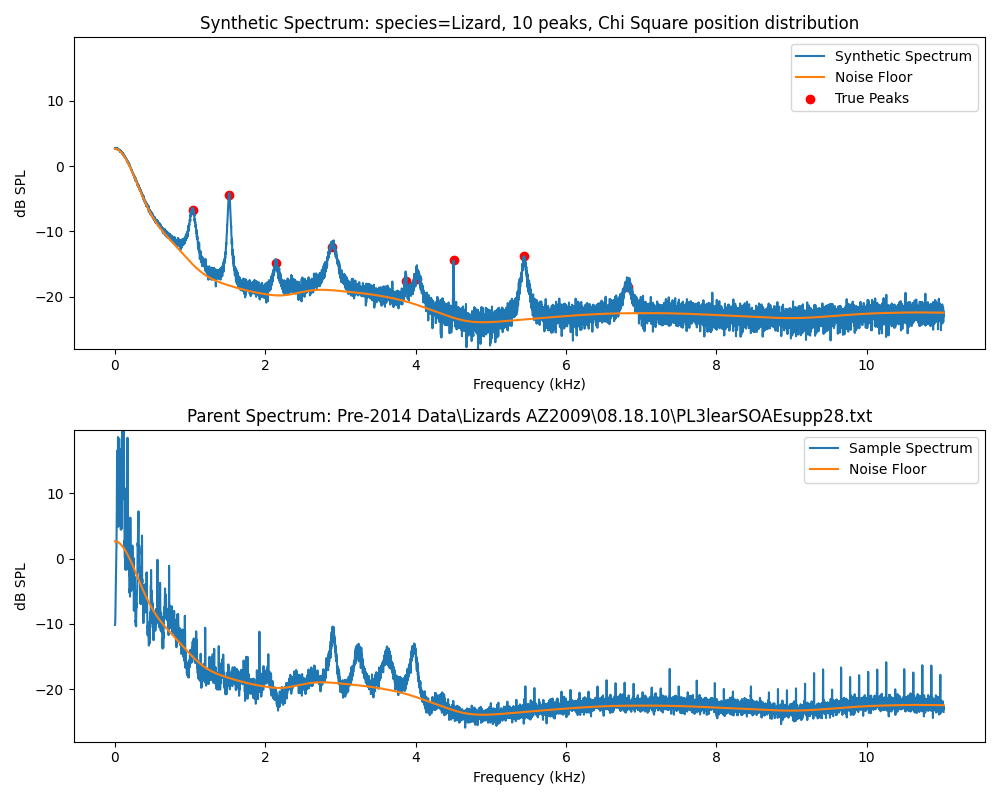 Synthetic Spectrum: species=Lizard, 10 peaks, Chi Square position distribution
Synthetic Spectrum
Noise Floor
True Peaks
dB SPL
10
0
−10
−20
0 2 4 6 8 10
Frequency (kHz)
Parent Spectrum: Pre-2014 Data\Lizards AZ2009\08.18.10\PL3learSOAEsupp28.txt
Sample Spectrum
Noise Floor
dB SPL
10
0
−10
−20
0 2 4 6 8 10
Frequency (kHz)